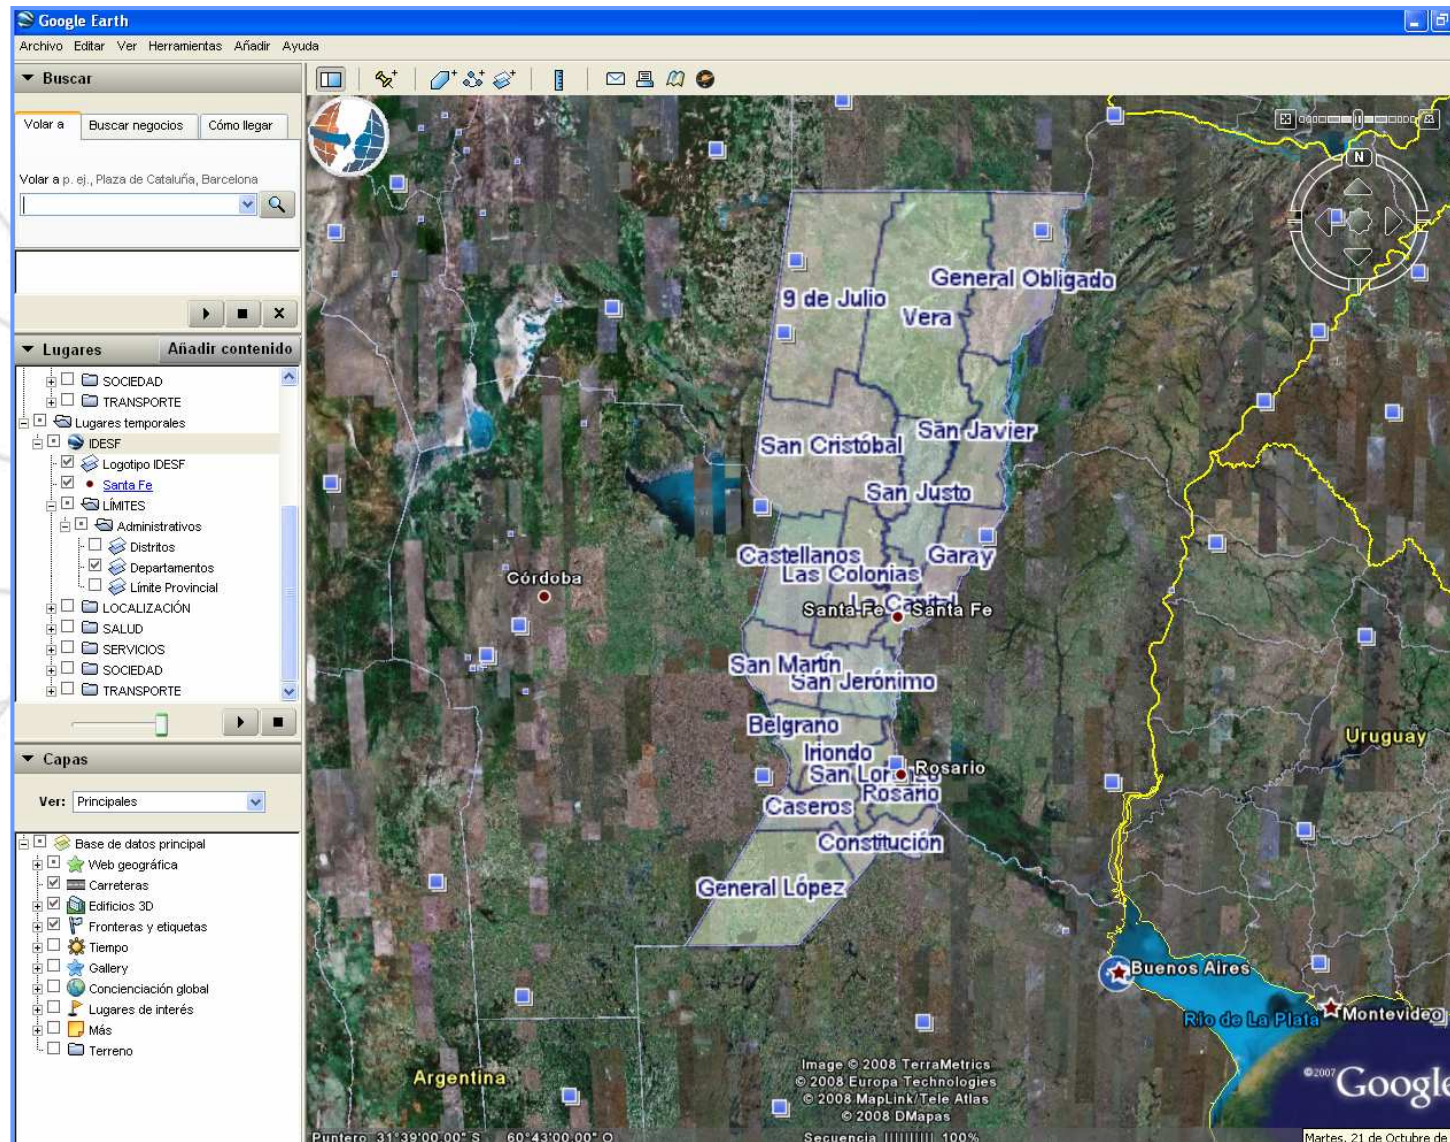 Google Earth
Archivo Editar Ver Herramientas Añadir Ayuda
Buscar
Volar a
Buscar negocios
Cómo llegar
Volar a p. ej., Plaza de Cataluña, Barcelona
Lugares
Añadir contenido
SOCIEDAD
TRANSPORTE
Lugares temporales
IDESF
Logotipo IDESF
Santa Fe
LÍMITES
Administrativos
Distritos
Departamentos
Límite Provincial
LOCALIZACIÓN
SALUD
SERVICIOS
SOCIEDAD
TRANSPORTE
Capas
Ver: Principales
Base de datos principal
Web geográfica
Carreteras
Edificios 3D
Fronteras y etiquetas
Tiempo
Gallery
Concienciación global
Lugares de interés
Más
Terreno
N
General Obligado
9 de Julio
Vera
San Javier
San Cristóbal
San Justo
Castellanos
Garay
Las Colonias
Córdoba
La Capital
Santa Fe
Santa Fe
San Martín
San Jerónimo
Belgrano
Uruguay
Iriondo
Rosario
San Lorenzo
Rosario
Caseros
Constitución
General López
Buenos Aires
Río de La Plata
Montevideo
Argentina
Image © 2008 TerraMetrics
© 2008 Europa Technologies
© 2008 MapLink/Tele Atlas
© 2008 DMapas
©2007 Google
Puntero 31°39'00.00" S 60°43'00.00" O
Secuencia |||||||||| 100%
Martes, 21 de Octubre de